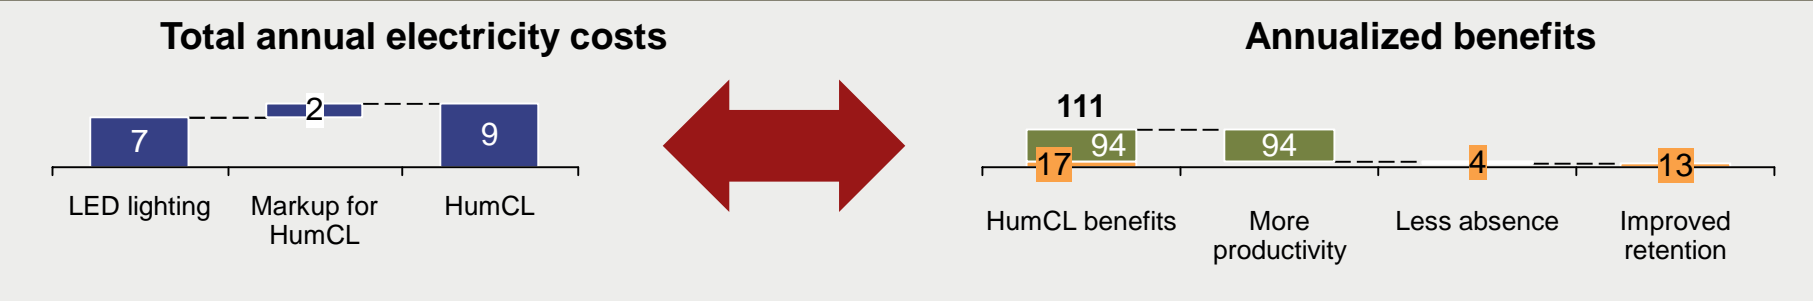 Total annual electricity costs
7
2
9
LED lighting
Markup for
HumCL
HumCL
Annualized benefits
111
94
17
94
4
13
HumCL benefits
More
productivity
Less absence
Improved
retention